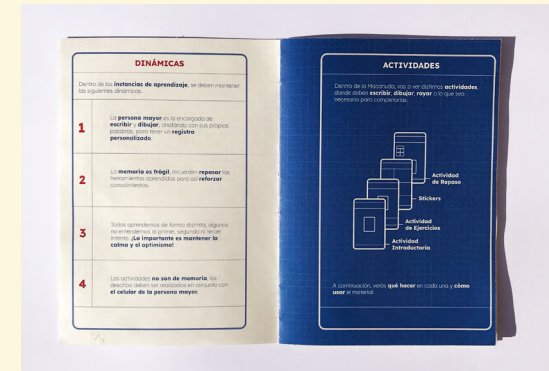 DINÁMICAS
Dentro de las instancias de aprendizaje, se deben mantener
las siguientes dinámicas.
1
La persona mayor es la encargada de
escribir y dibujar, anotando con sus propias
palabras, para tener un registro
personalizado.
2
La memoria es frágil, recuerden repasar las
herramientas aprendidas para así reforzar
conocimientos.
3
Todos aprendemos de forma distinta, algunos
no entendemos al primer, segundo ni tercer
intento. ¡Lo importante es mantener la
calma y el optimismo!
4
Las actividades no son de memoria, los
desafíos deben ser realizados en conjunto con
el celular de la persona mayor.
ACTIVIDADES
Dentro de la Macanuda, vas a ver distintas actividades,
donde deben escribir, dibujar, rayar o lo que sea
necesario para completarlas.
Actividad
de Repaso
Stickers
Actividad
de Ejercicios
Actividad
Introductoria
A continuación, verás qué hacer en cada una y cómo
usar el material.